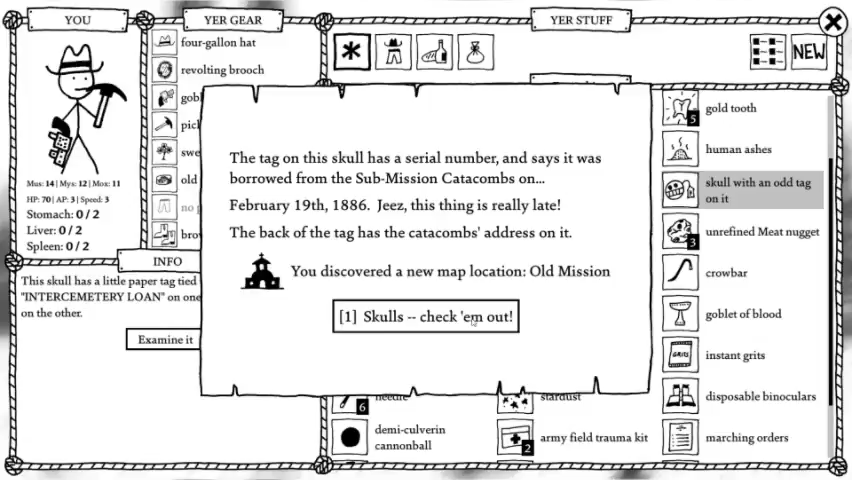 YOU
YER GEAR
YER STUFF
NEW
four-gallon hat
revolting brooch
gob
pic
swe
old
no p
bro
Mus: 14 | Mys: 12 | Mox: 11
HP: 70 | AP: 3 | Speed: 3
Stomach: 0 / 2
Liver: 0 / 2
Spleen: 0 / 2
INFO
This skull has a little paper tag tied
"INTERCEMETERY LOAN" on one
on the other.
Examine it
The tag on this skull has a serial number, and says it was
borrowed from the Sub-Mission Catacombs on...
February 19th, 1886. Jeez, this thing is really late!
The back of the tag has the catacombs' address on it.
You discovered a new map location: Old Mission
[1] Skulls -- check 'em out!
5
gold tooth
human ashes
skull with an odd tag
on it
3
unrefined Meat nugget
crowbar
goblet of blood
GRITS
instant grits
disposable binoculars
marching orders
6
needle
stardust
demi-culverin
cannonball
2
army field trauma kit